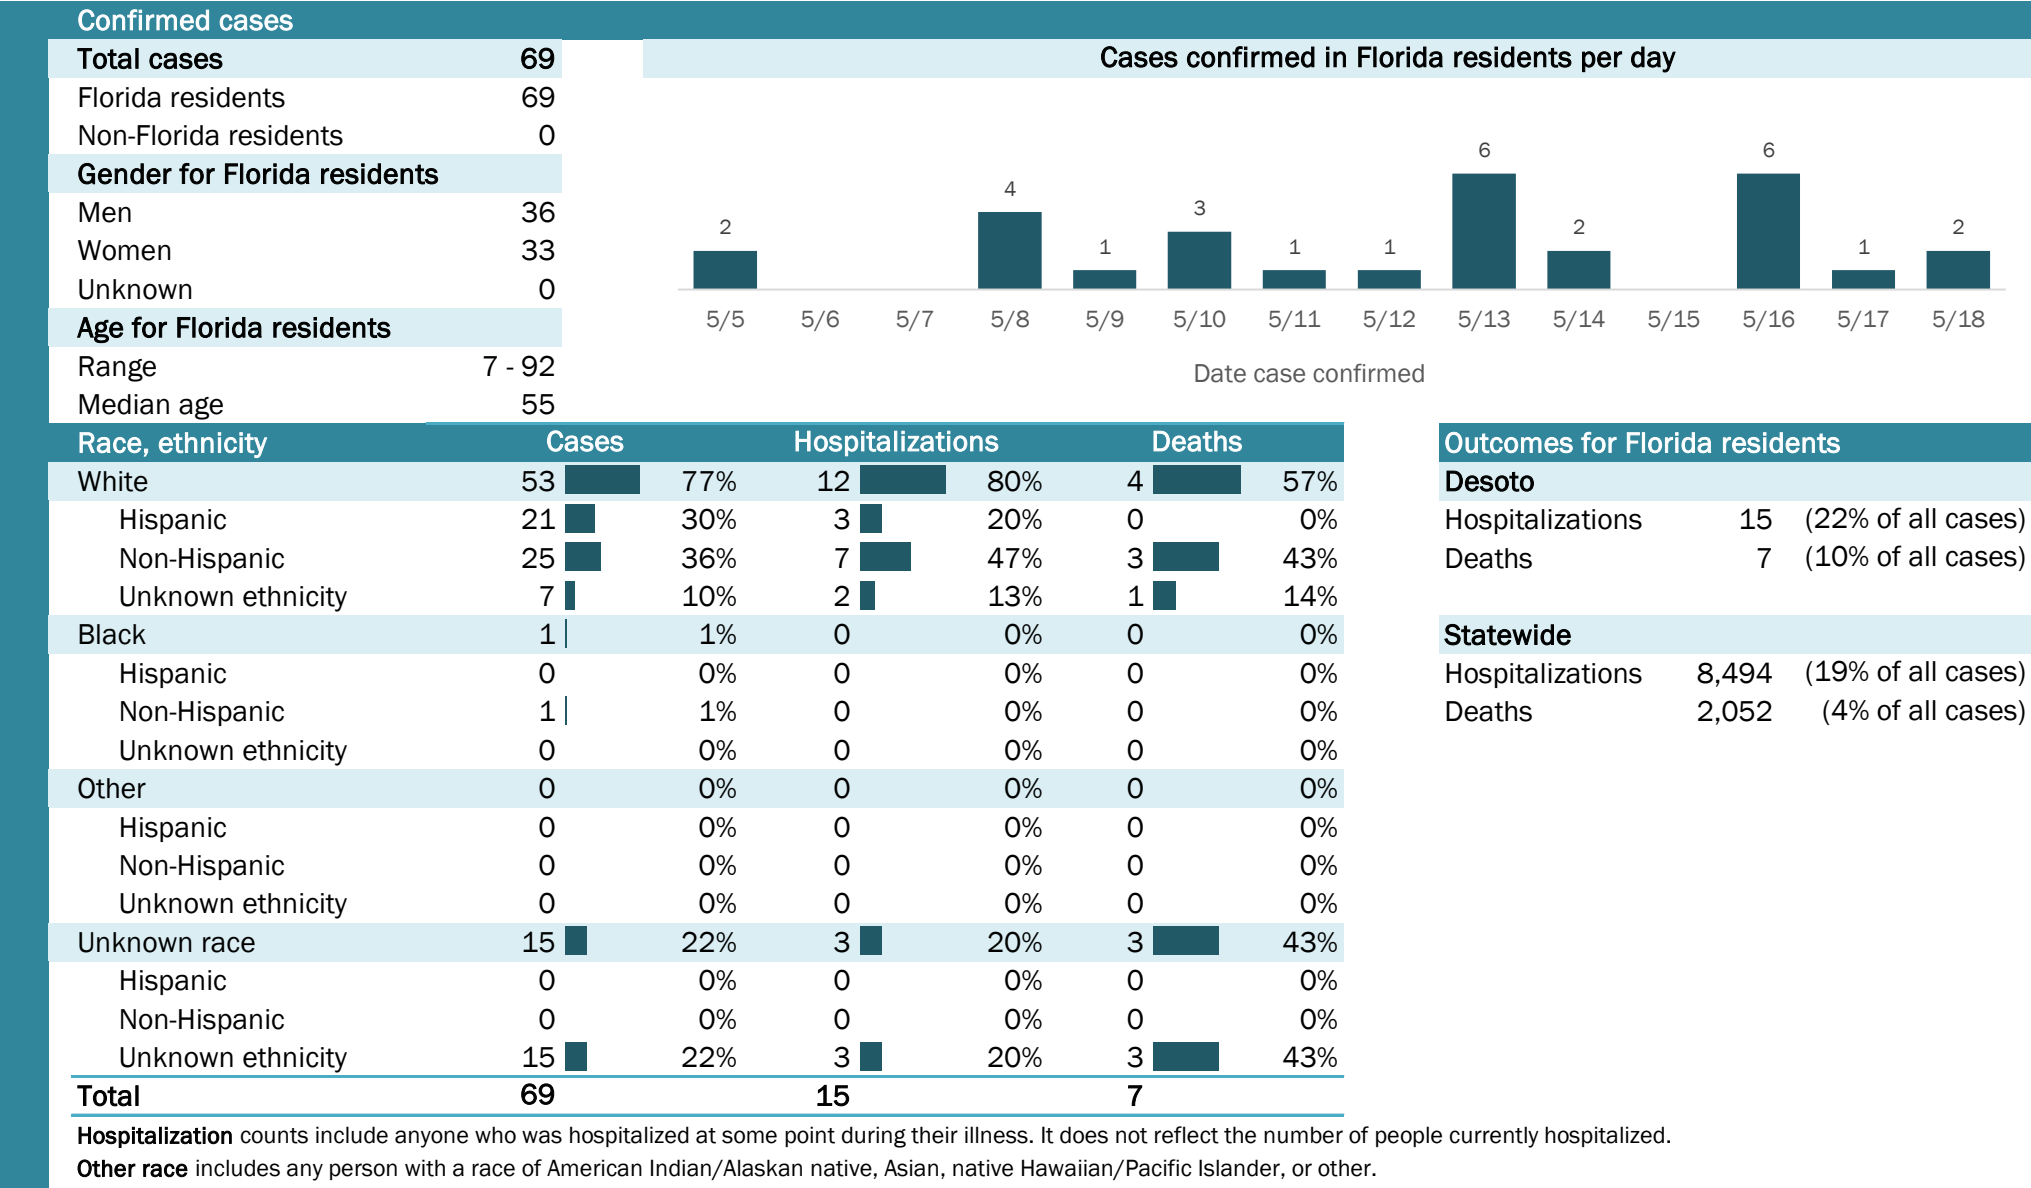 Confirmed cases
Total cases 69
Florida residents 69
Non-Florida residents 0
Gender for Florida residents
Men 36
Women 33
Unknown 0
Age for Florida residents
Range 7 - 92
Median age 55
Cases confirmed in Florida residents per day
2 4 1 3 1 1 6 2 6 1 2
5/5 5/6 5/7 5/8 5/9 5/10 5/11 5/12 5/13 5/14 5/15 5/16 5/17 5/18
Date case confirmed
Race, ethnicity Cases Hospitalizations Deaths
White 53 77% 12 80% 4 57%
Hispanic 21 30% 3 20% 0 0%
Non-Hispanic 25 36% 7 47% 3 43%
Unknown ethnicity 7 10% 2 13% 1 14%
Black 1 1% 0 0% 0 0%
Hispanic 0 0% 0 0% 0 0%
Non-Hispanic 1 1% 0 0% 0 0%
Unknown ethnicity 0 0% 0 0% 0 0%
Other 0 0% 0 0% 0 0%
Hispanic 0 0% 0 0% 0 0%
Non-Hispanic 0 0% 0 0% 0 0%
Unknown ethnicity 0 0% 0 0% 0 0%
Unknown race 15 22% 3 20% 3 43%
Hispanic 0 0% 0 0% 0 0%
Non-Hispanic 0 0% 0 0% 0 0%
Unknown ethnicity 15 22% 3 20% 3 43%
Total 69 15 7
Outcomes for Florida residents
Desoto
Hospitalizations 15 (22% of all cases)
Deaths 7 (10% of all cases)
Statewide
Hospitalizations 8,494 (19% of all cases)
Deaths 2,052 (4% of all cases)
Hospitalization counts include anyone who was hospitalized at some point during their illness. It does not reflect the number of people currently hospitalized.
Other race includes any person with a race of American Indian/Alaskan native, Asian, native Hawaiian/Pacific Islander, or other.